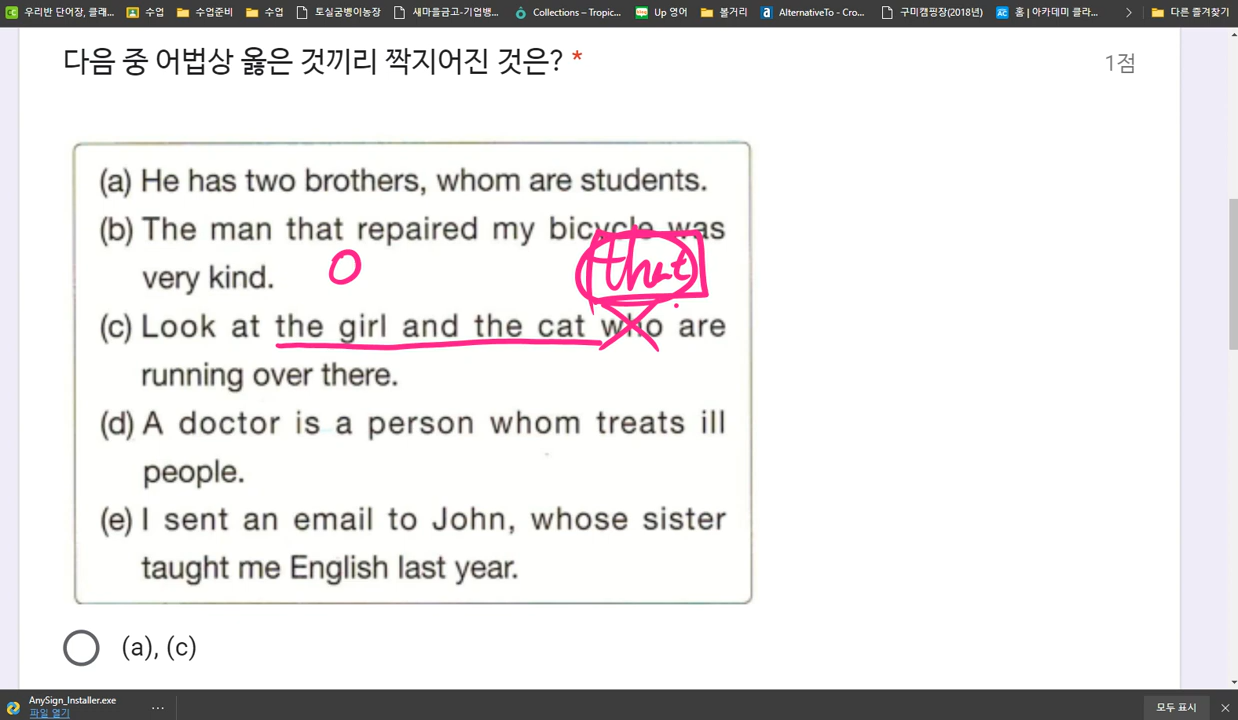 우리반 단어장, 클래... 수업 수업준비 수업 토실굼벵이농장 새마을금고-기업뱅... Collections – Tropic... Up 영어 볼거리 AlternativeTo - Cro... 구미캠핑장(2018년) 홈 | 아카데미 클라... 다른 즐겨찾기
다음 중 어법상 옳은 것끼리 짝지어진 것은? *
1점
(a) He has two brothers, whom are students.
(b) The man that repaired my bicycle was
very kind.
O
that
(c) Look at the girl and the cat who are
running over there.
(d) A doctor is a person whom treats ill
people.
(e) I sent an email to John, whose sister
taught me English last year.
(a), (c)
AnySign_Installer.exe
파일 열기
모두 표시